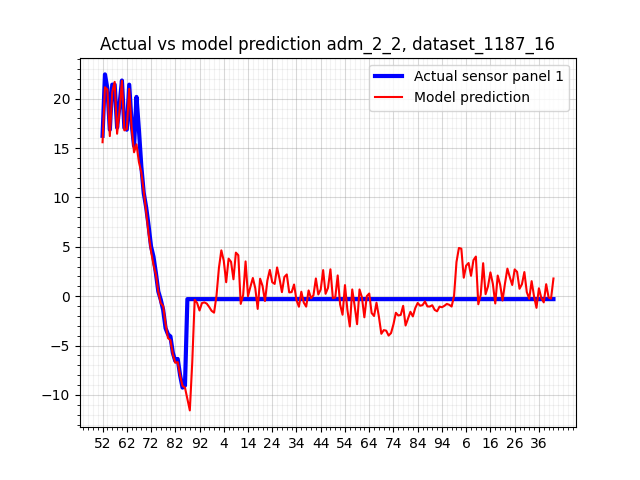 Actual vs model prediction adm_2_2, dataset_1187_16
Actual sensor panel 1
Model prediction
20
15
10
5
0
−5
−10
52 62 72 82 92 4 14 24 34 44 54 64 74 84 94 6 16 26 36